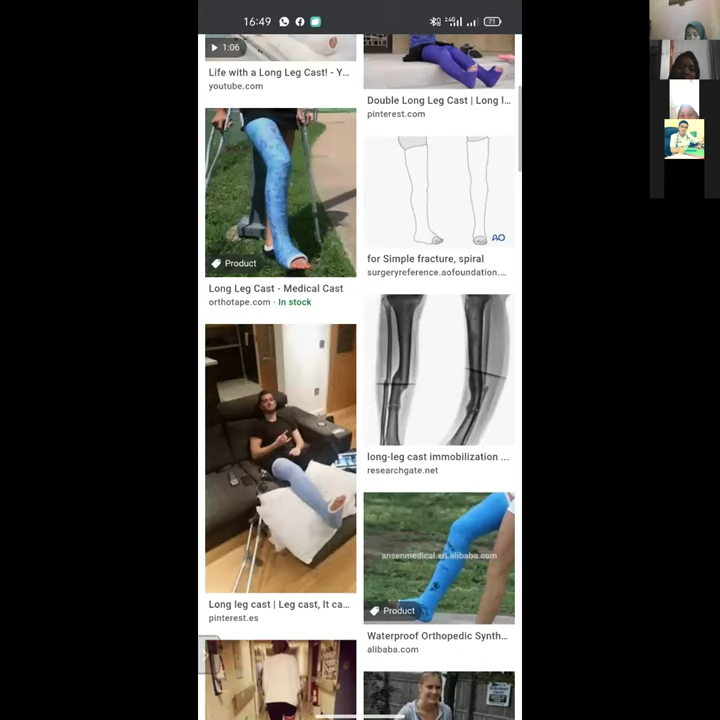 16:49
71
1:06
Life with a Long Leg Cast! - Y...
youtube.com
Product
Long Leg Cast - Medical Cast
orthotape.com · In stock
Long leg cast | Leg cast, It ca...
pinterest.es
Double Long Leg Cast | Long l...
pinterest.com
AO
for Simple fracture, spiral
surgeryreference.aofoundation....
long-leg cast immobilization ...
researchgate.net
ansenmedical.en.alibaba.com
Product
Waterproof Orthopedic Synth...
alibaba.com